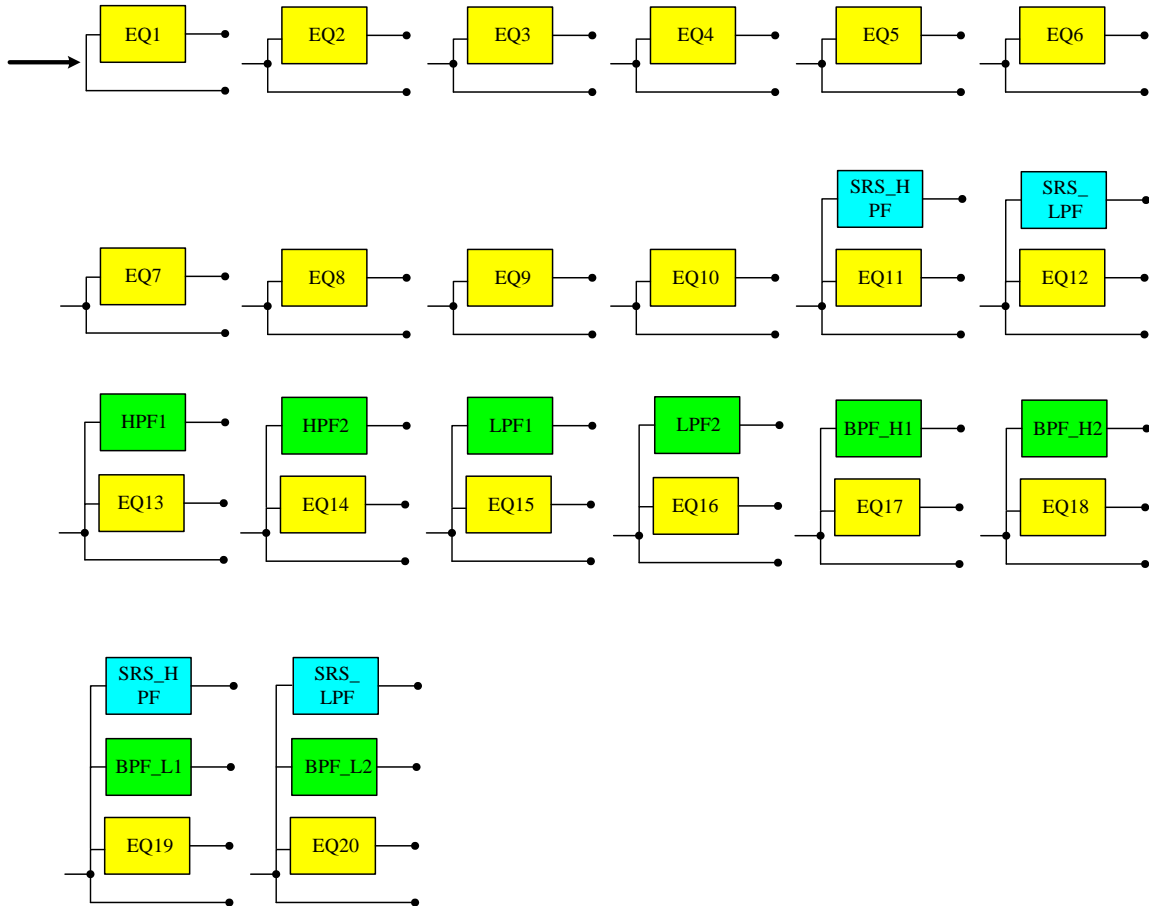 EQ1
EQ2
EQ3
EQ4
EQ5
EQ6
SRS_H
PF
SRS_
LPF
EQ7
EQ8
EQ9
EQ10
EQ11
EQ12
HPF1
HPF2
LPF1
LPF2
BPF_H1
BPF_H2
EQ13
EQ14
EQ15
EQ16
EQ17
EQ18
SRS_H
PF
SRS_
LPF
BPF_L1
BPF_L2
EQ19
EQ20